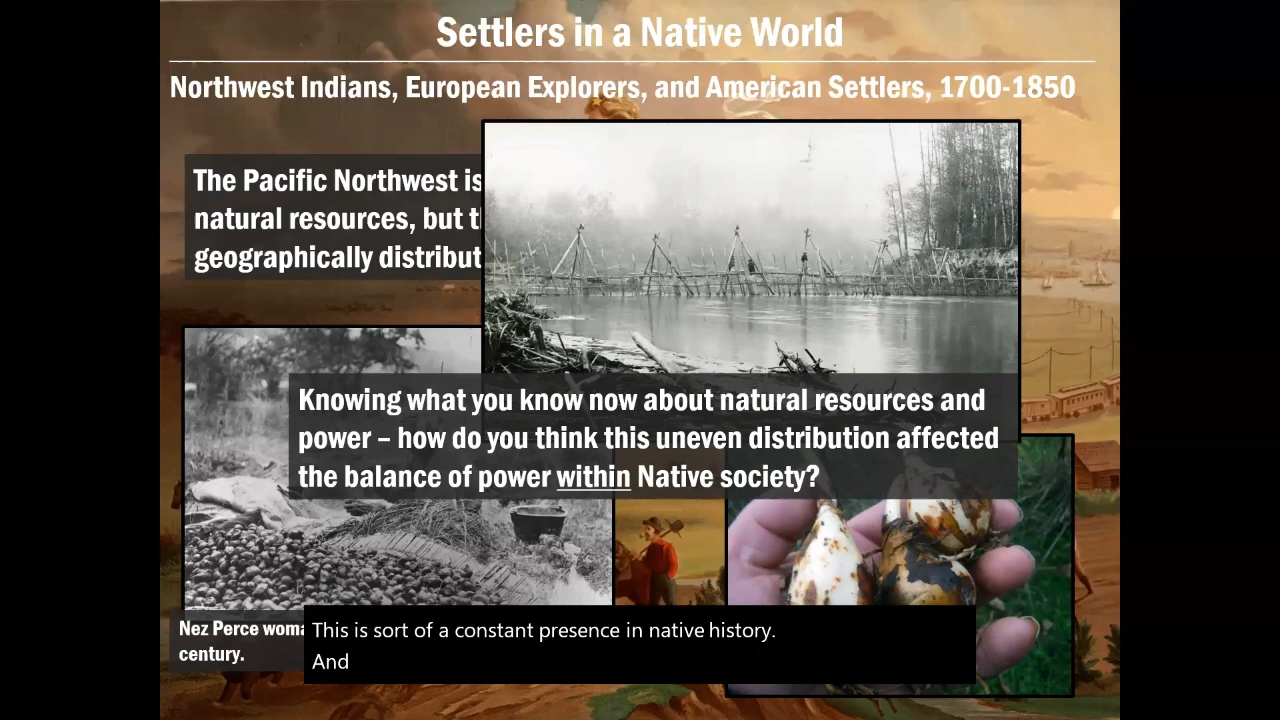 Settlers in a Native World
Northwest Indians, European Explorers, and American Settlers, 1700-1850
The Pacific Northwest is
natural resources, but
geographically
Knowing what you know now about natural resources and
power – how do you think this uneven distribution affected
the balance of power within Native society?
Nez Perce
century.
This is sort of a constant presence in native history.
And